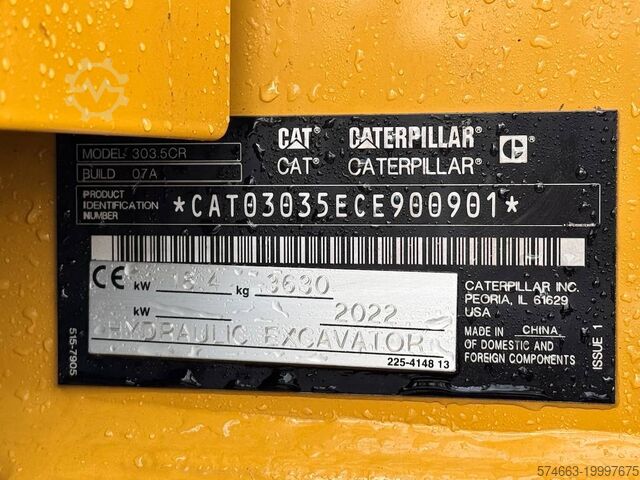 MODEL 303.5CR
BUILD 07A
CAT® CATERPILLAR®
CAT® CATERPILLAR®
PRODUCT
IDENTIFICATION
NUMBER
*CAT03035ECE900901*
CE kW 18.4 kg 3630
kW 2022
HYDRAULIC EXCAVATOR
225-4148 13
515-7905
CATERPILLAR INC.
PEORIA, IL 61629
USA
MADE IN CHINA
OF DOMESTIC AND
FOREIGN COMPONENTS
ISSUE 1
574663-19997675